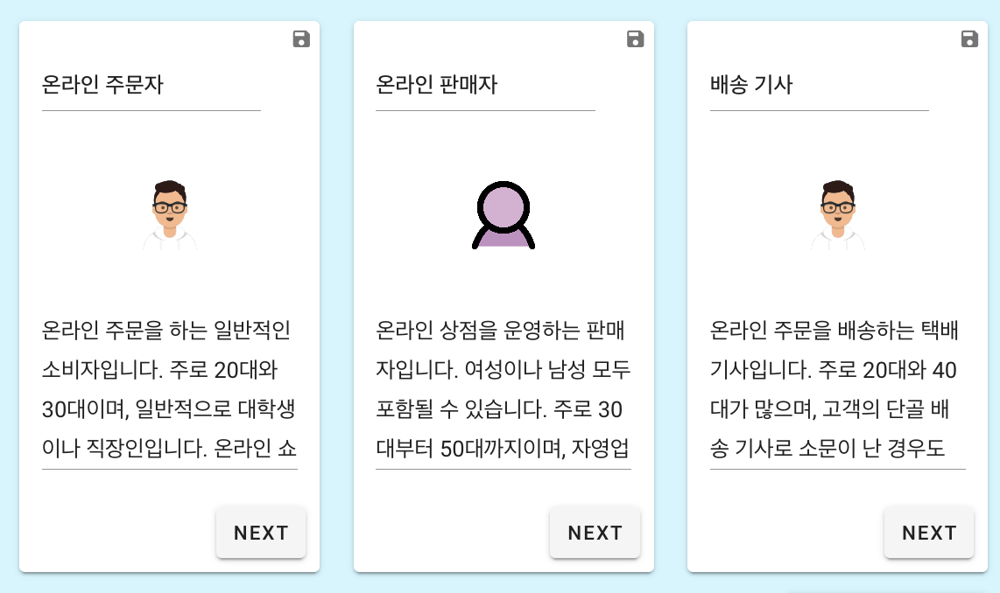 온라인 주문자
온라인 주문을 하는 일반적인
소비자입니다. 주로 20대와
30대이며, 일반적으로 대학생
이나 직장인입니다. 온라인 쇼
NEXT
온라인 판매자
온라인 상점을 운영하는 판매
자입니다. 여성이나 남성 모두
포함될 수 있습니다. 주로 30
대부터 50대까지이며, 자영업
NEXT
배송 기사
온라인 주문을 배송하는 택배
기사입니다. 주로 20대와 40
대가 많으며, 고객의 단골 배
송 기사로 소문이 난 경우도
NEXT